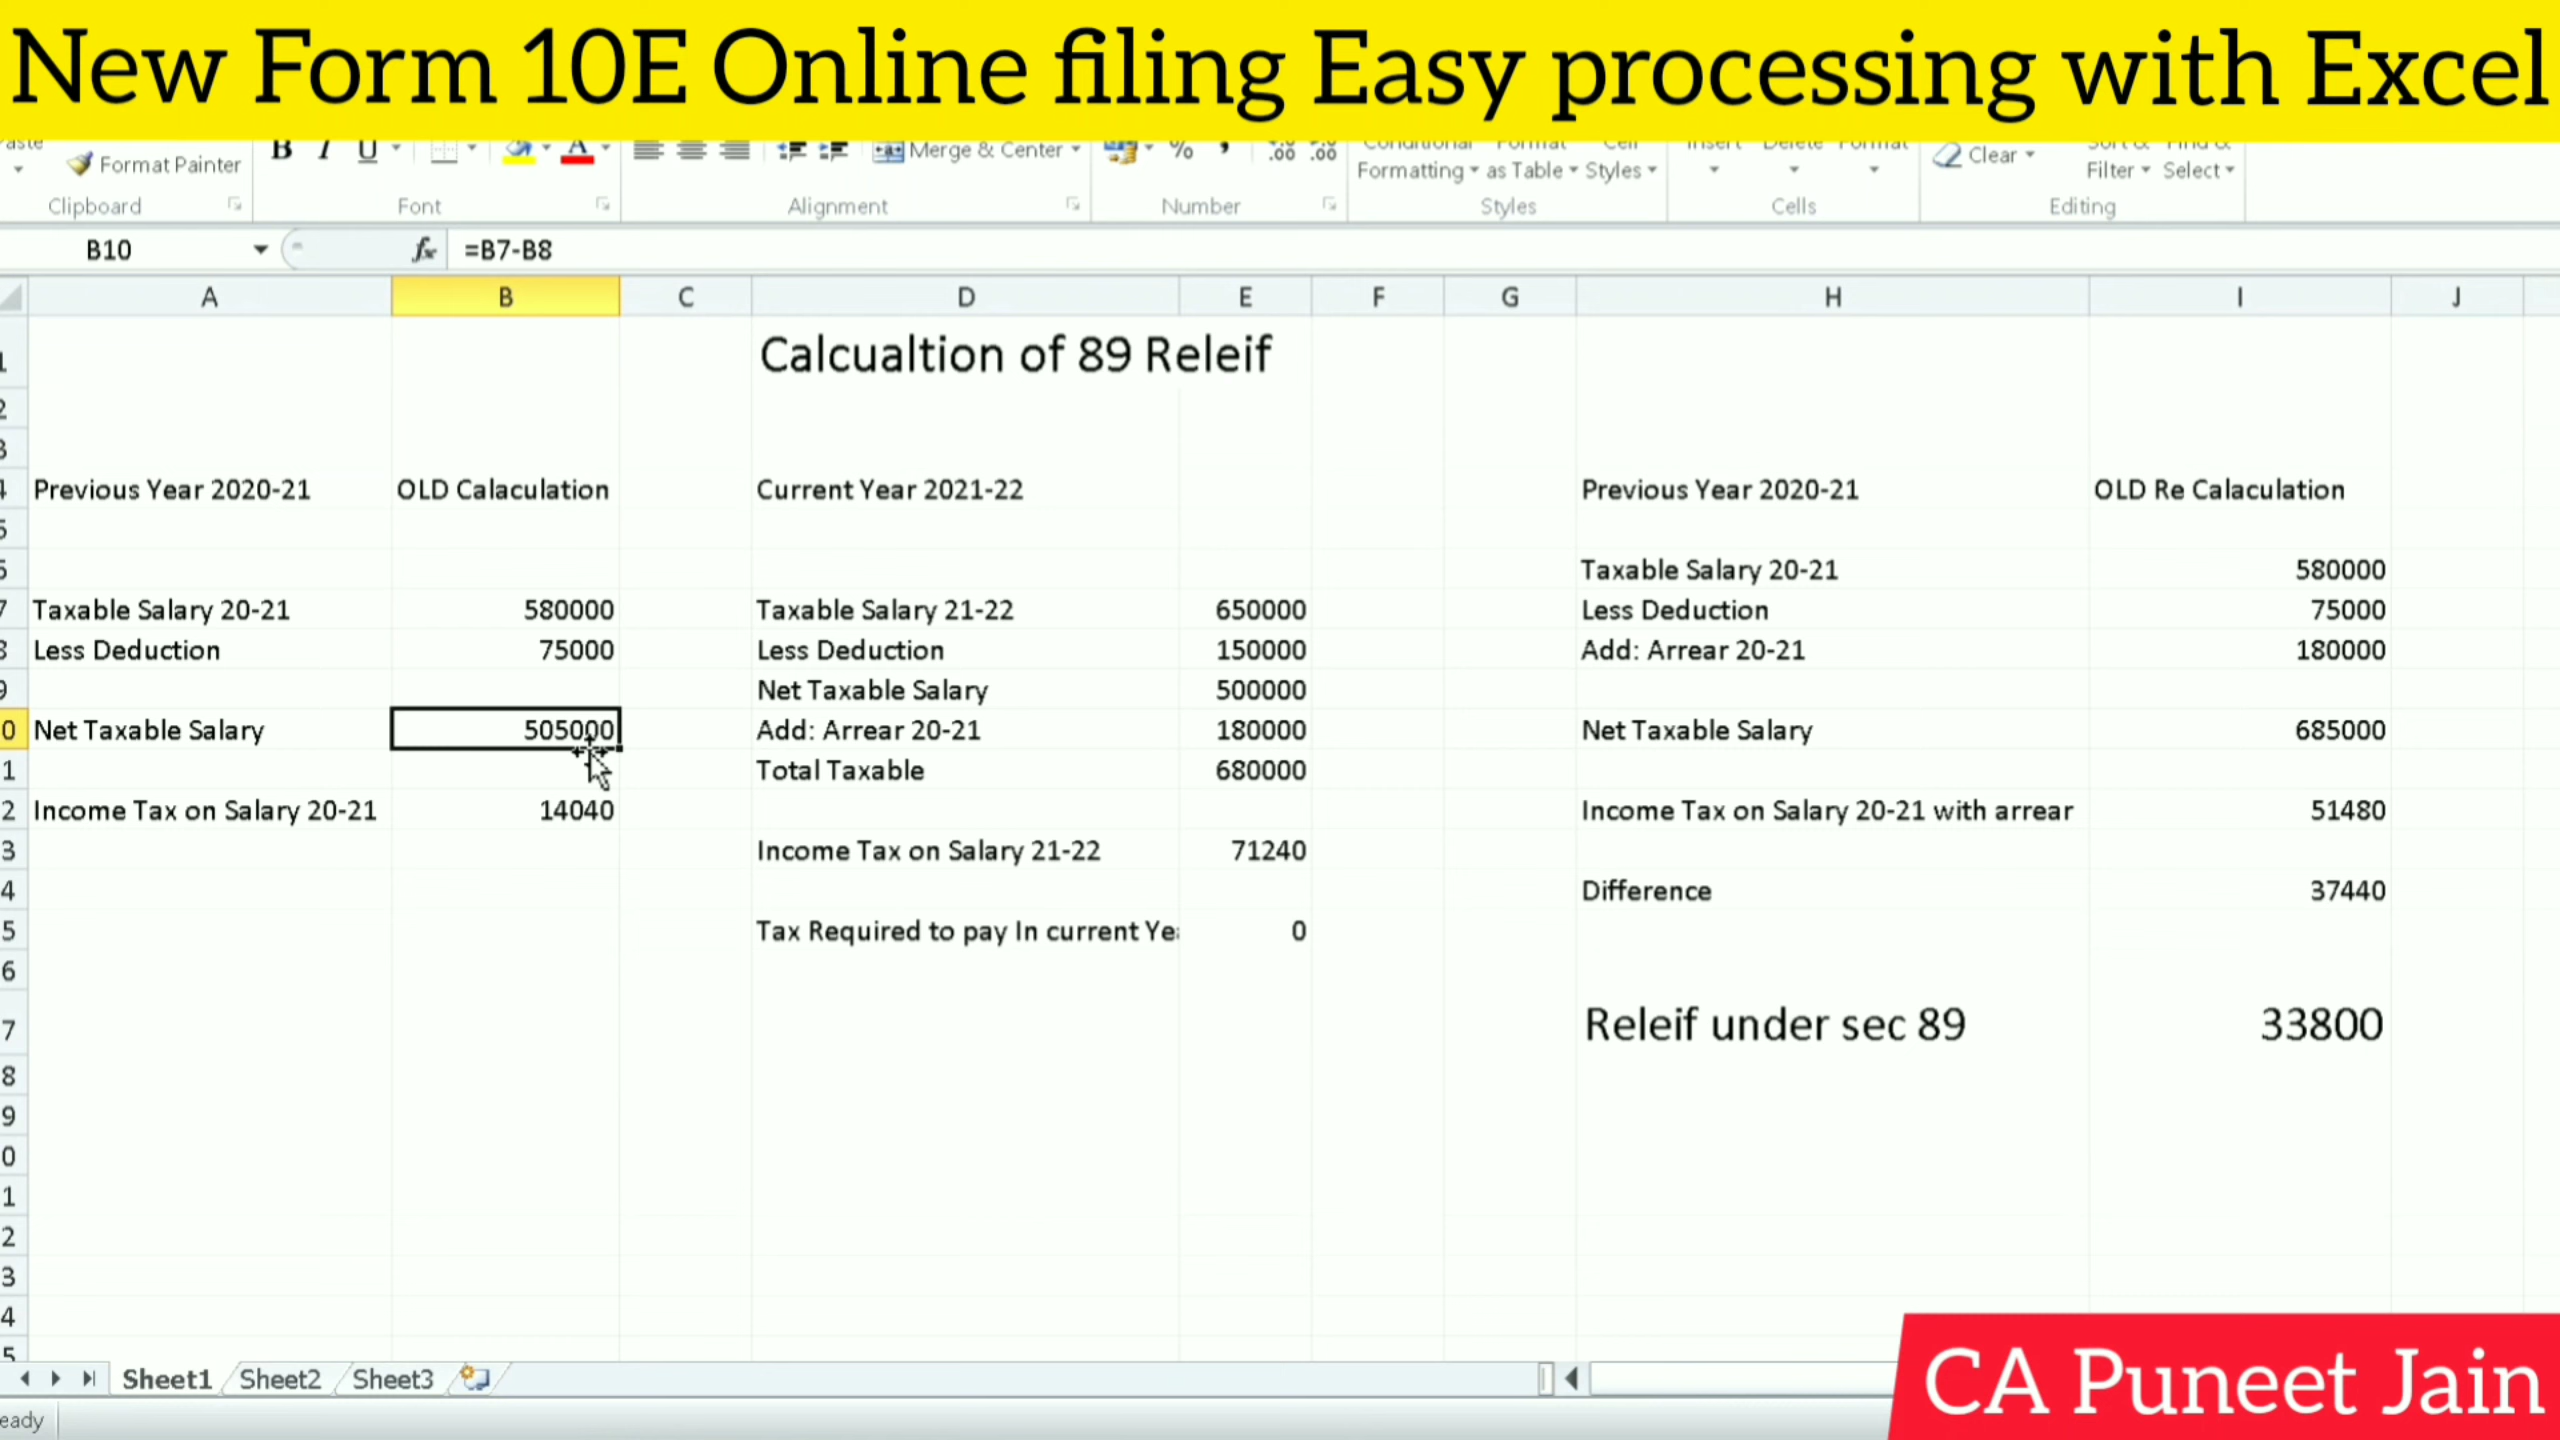 New Form 10E Online filing Easy processing with Excel
Format Painter
B I U
Merge & Center
%
Clear
Formatting as Table Styles
Filter Select
Clipboard Font Alignment Number Styles Cells Editing
B10 fx =B7-B8
A B C D E F G H I J
Calcualtion of 89 Releif
Previous Year 2020-21 OLD Calaculation Current Year 2021-22 Previous Year 2020-21 OLD Re Calaculation
Taxable Salary 20-21 580000
Taxable Salary 20-21 580000 Taxable Salary 21-22 650000 Less Deduction 75000
Less Deduction 75000 Less Deduction 150000 Add: Arrear 20-21 180000
Net Taxable Salary 500000
Net Taxable Salary 505000 Add: Arrear 20-21 180000 Net Taxable Salary 685000
Total Taxable 680000
Income Tax on Salary 20-21 14040 Income Tax on Salary 20-21 with arrear 51480
Income Tax on Salary 21-22 71240
Difference 37440
Tax Required to pay In current Yea 0
Releif under sec 89 33800
Sheet1 Sheet2 Sheet3
eady
CA Puneet Jain